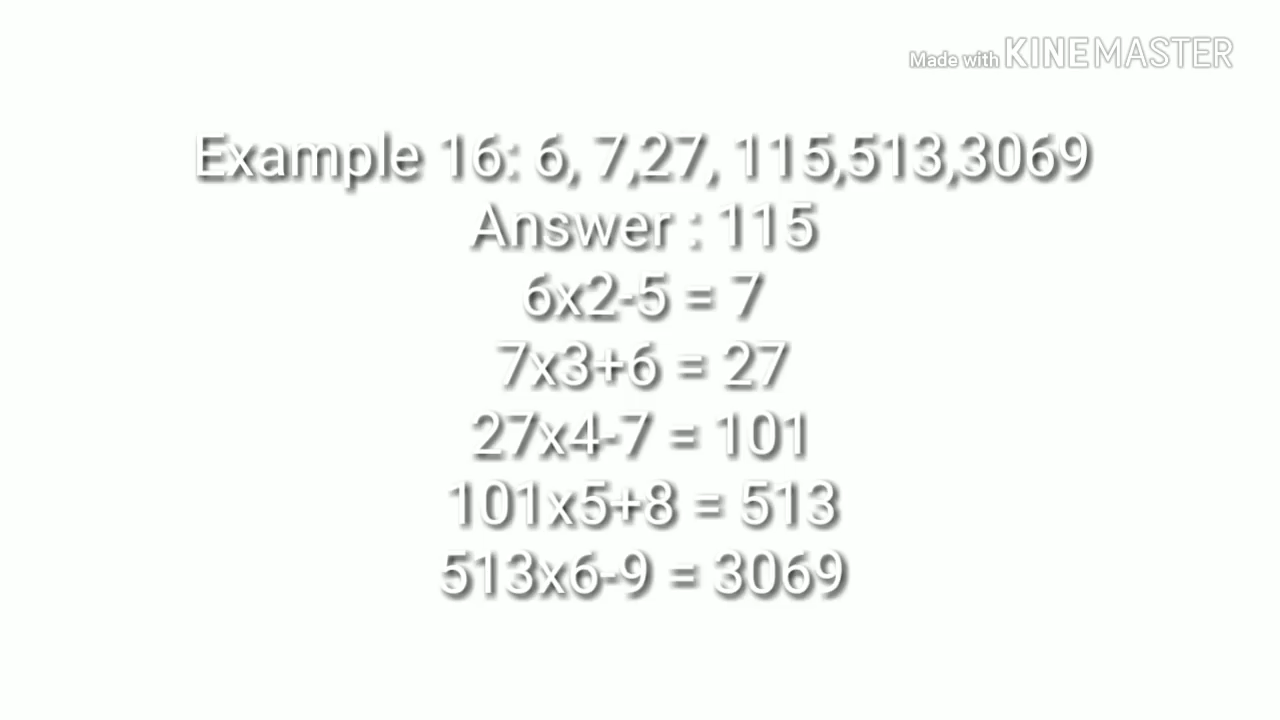 Made with KINEMASTER
Example 16: 6, 7,27, 115,513,3069
Answer : 115
6x2-5 = 7
7x3+6 = 27
27x4-7 = 101
101x5+8 = 513
513x6-9 = 3069